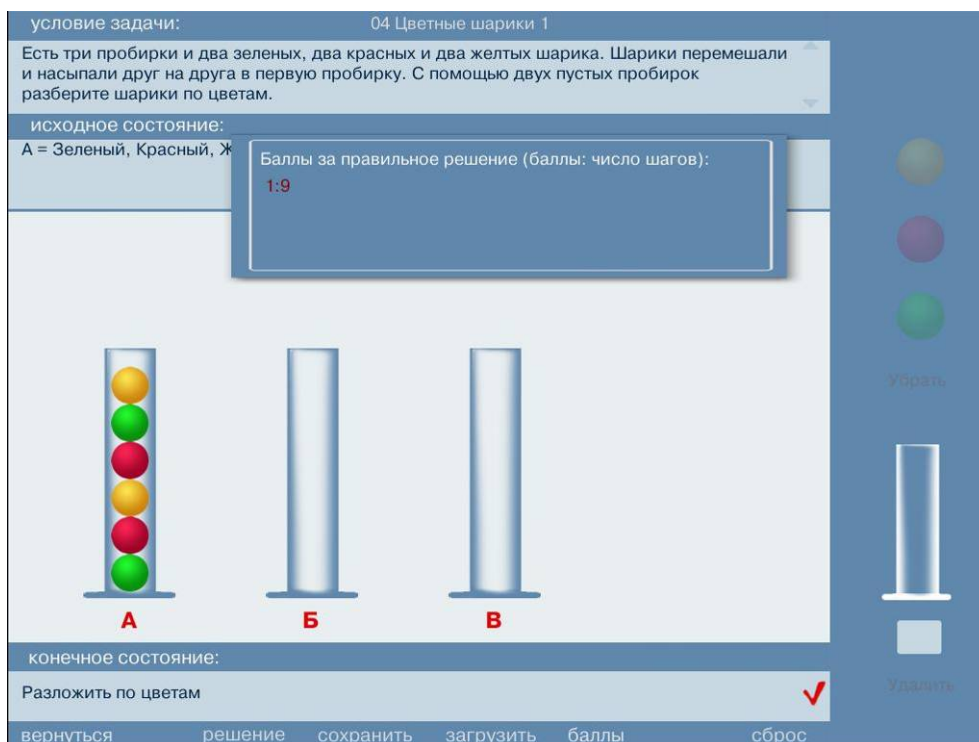 условие задачи:
04 Цветные шарики 1
Есть три пробирки и два зеленых, два красных и два желтых шарика. Шарики перемешали
и насыпали друг на друга в первую пробирку. С помощью двух пустых пробирок
разберите шарики по цветам.
исходное состояние:
А = Зеленый, Красный, Ж
Баллы за правильное решение (баллы: число шагов):
1:9
Убрать
А
Б
В
конечное состояние:
Разложить по цветам
Удалить
вернуться
решение
сохранить
загрузить
баллы
сброс